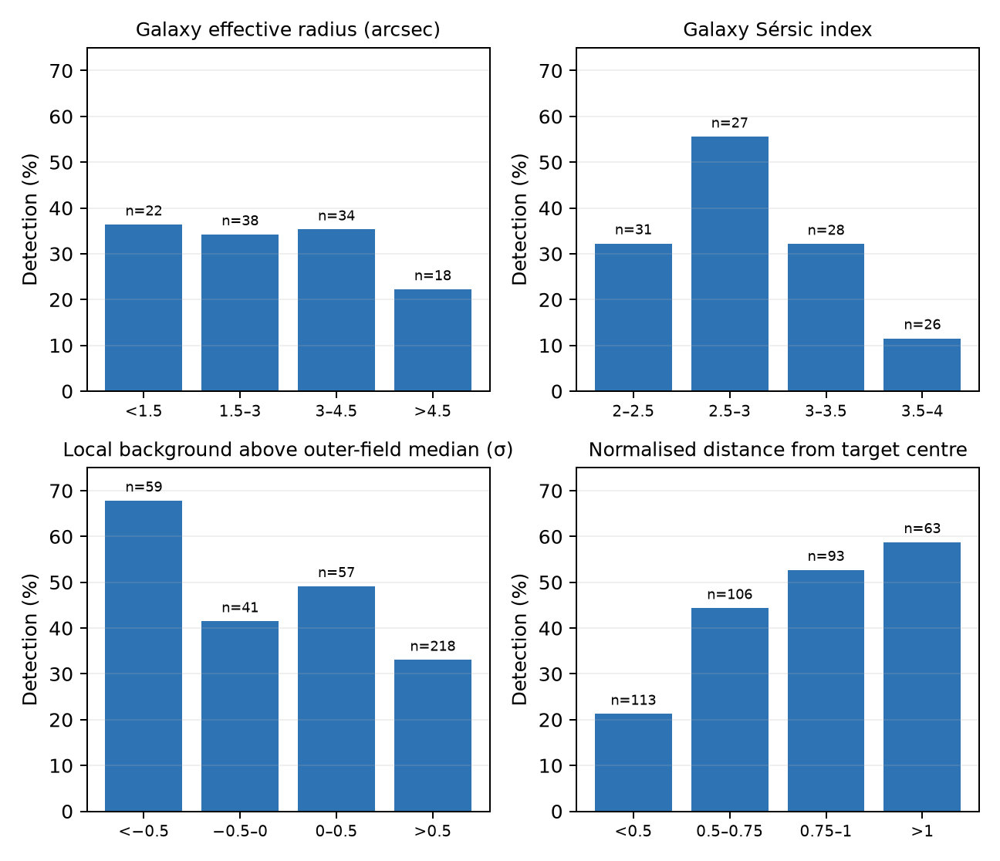 Galaxy effective radius (arcsec)
Detection (%)
70
60
50
40
30
20
10
0
n=22
n=38
n=34
n=18
<1.5
1.5–3
3–4.5
>4.5
Galaxy Sérsic index
Detection (%)
70
60
50
40
30
20
10
0
n=31
n=27
n=28
n=26
2–2.5
2.5–3
3–3.5
3.5–4
Local background above outer-field median (σ)
Detection (%)
70
60
50
40
30
20
10
0
n=59
n=41
n=57
n=218
<−0.5
−0.5–0
0–0.5
>0.5
Normalised distance from target centre
Detection (%)
70
60
50
40
30
20
10
0
n=113
n=106
n=93
n=63
<0.5
0.5–0.75
0.75–1
>1